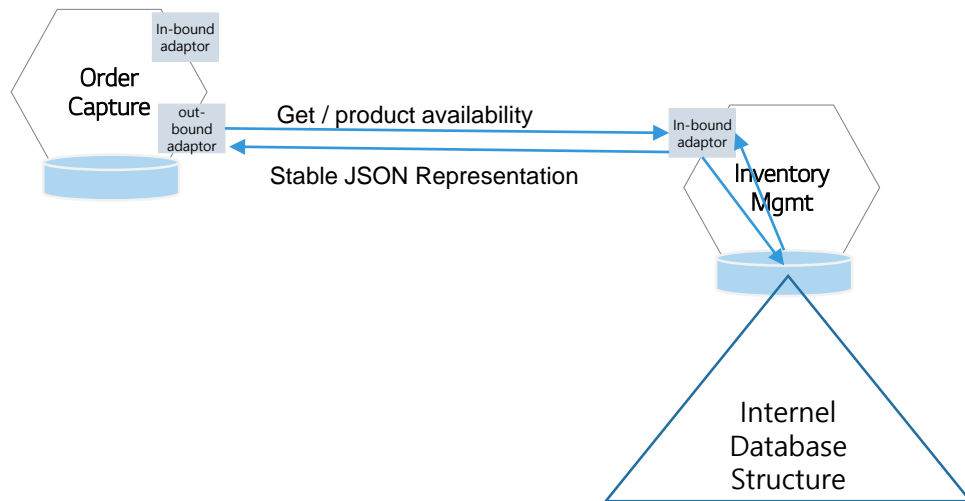 In-bound
adaptor
Order
Capture
out-
bound
adaptor
Get / product availability
Stable JSON Representation
In-bound
adaptor
Inventory
Mgmt
Internel
Database
Structure